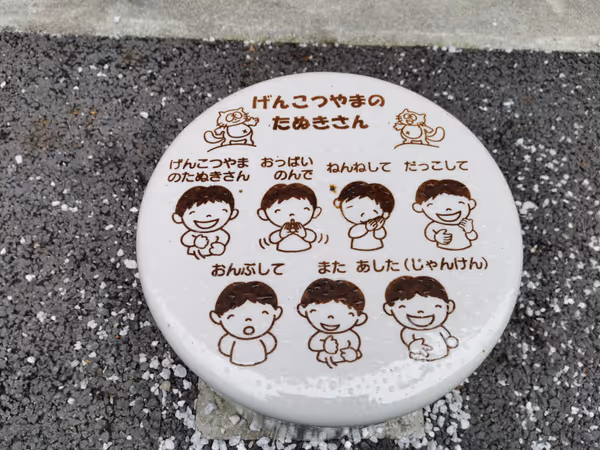 げんこつやまの
たぬきさん
げんこつやま
のたぬきさん
おっぱい
のんで
ねんねして
だっこして
おんぶして
また あした(じゃんけん)